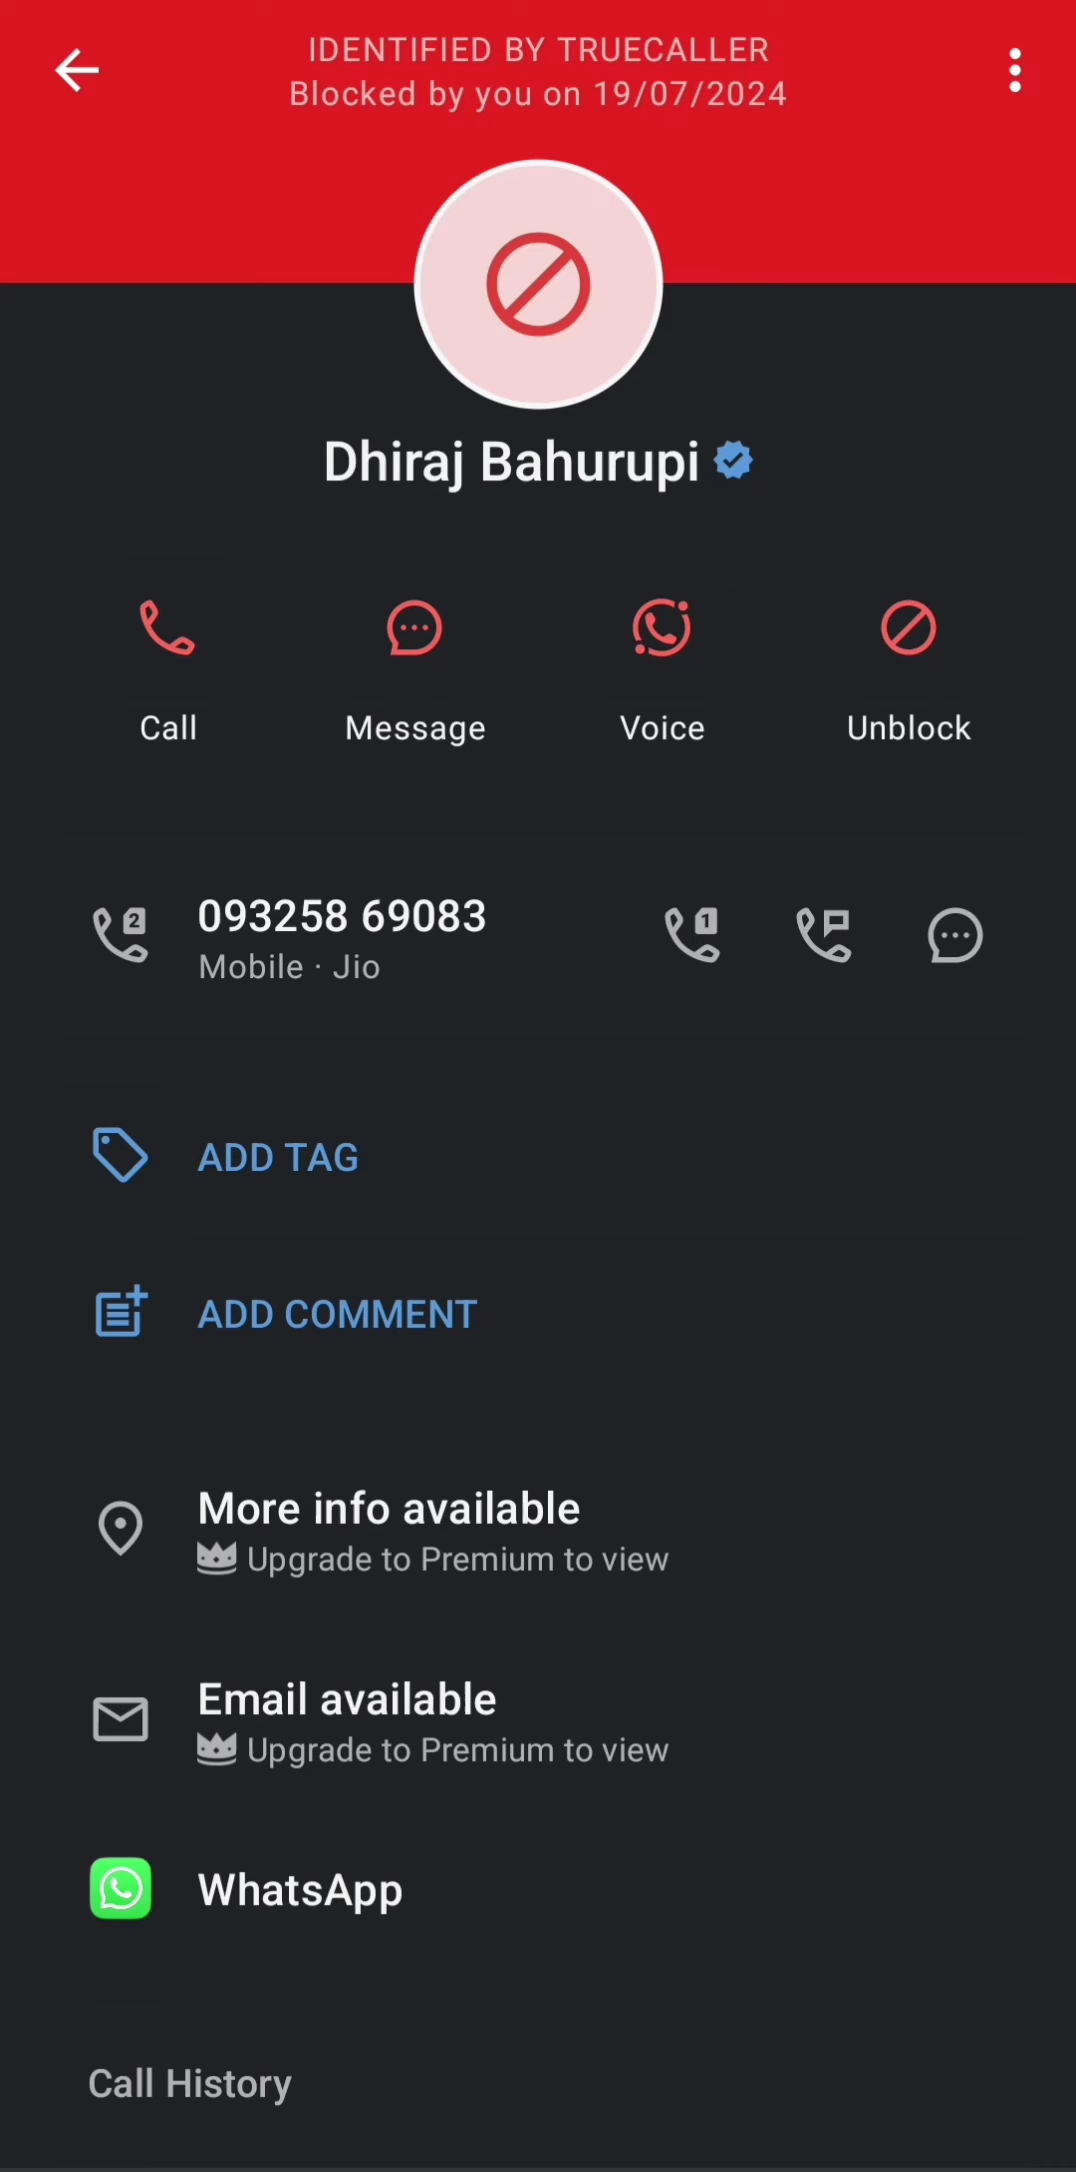 IDENTIFIED BY TRUECALLER
Blocked by you on 19/07/2024
Dhiraj Bahurupi
Call
Message
Voice
Unblock
2
093258 69083
1
Mobile · Jio
ADD TAG
ADD COMMENT
More info available
Upgrade to Premium to view
Email available
Upgrade to Premium to view
WhatsApp
Call History